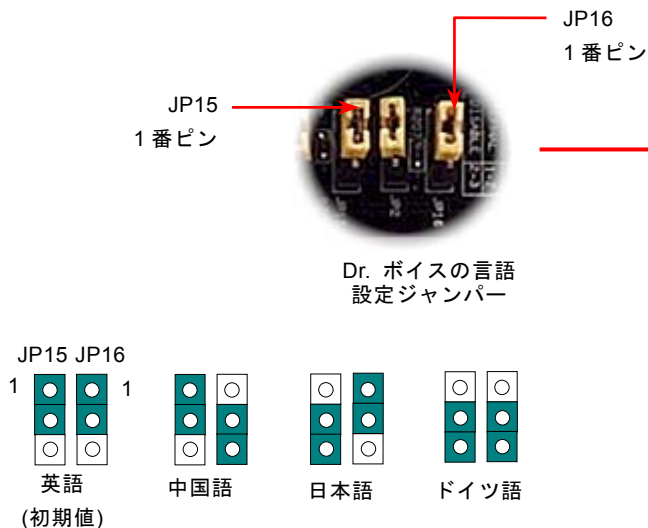 JP16
1 番ピン
JP15
1 番ピン
JP2
JP16
Dr. ボイスの言語
設定ジャンパー
JP15 JP16
1
1
英語
(初期値)
中国語
日本語
ドイツ語